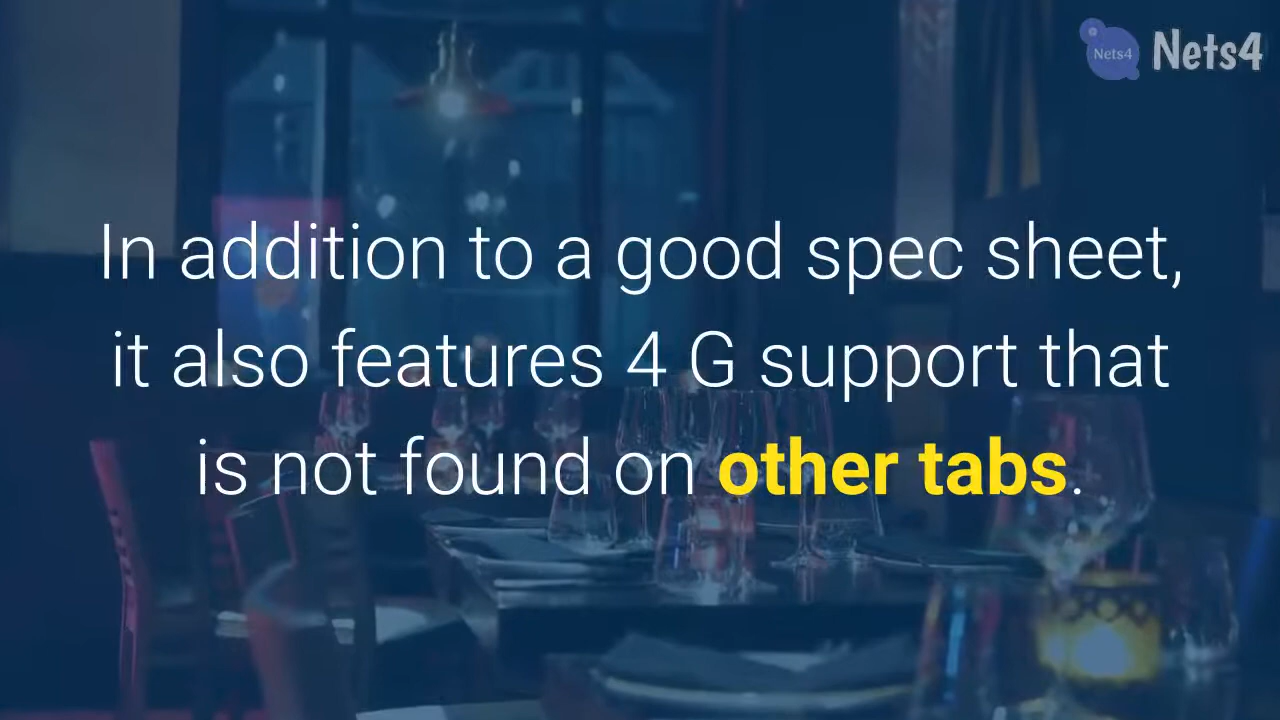 Nets4 Nets4
In addition to a good spec sheet,
it also features 4 G support that
is not found on other tabs.